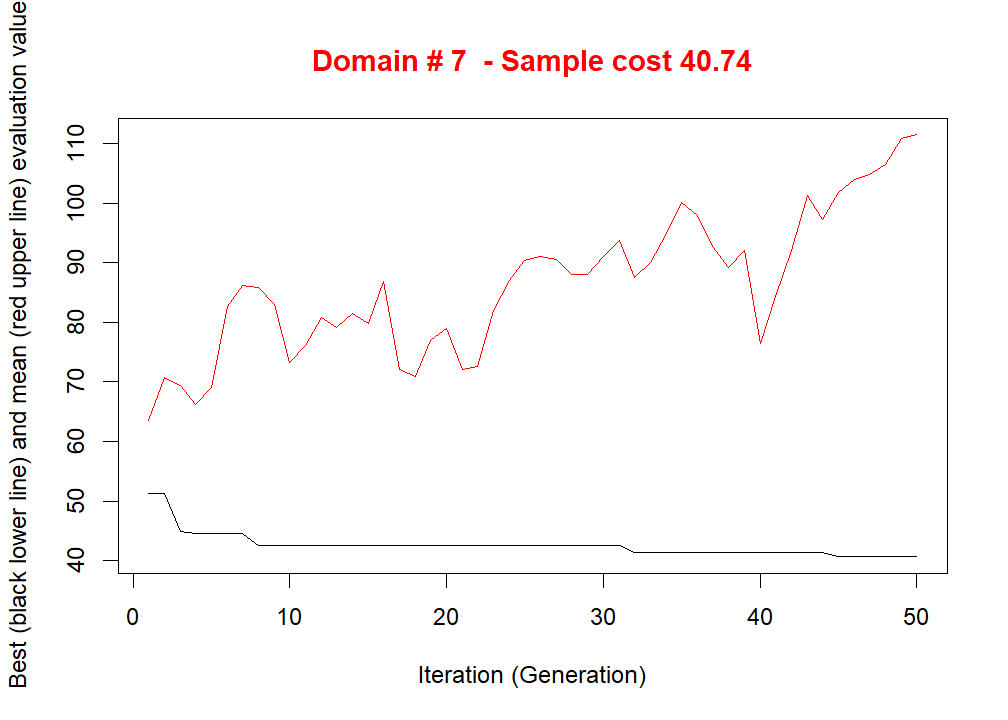 Domain # 7  - Sample cost 40.74
Best (black lower line) and mean (red upper line) evaluation value
110
100
90
80
70
60
50
40
0 10 20 30 40 50
Iteration (Generation)